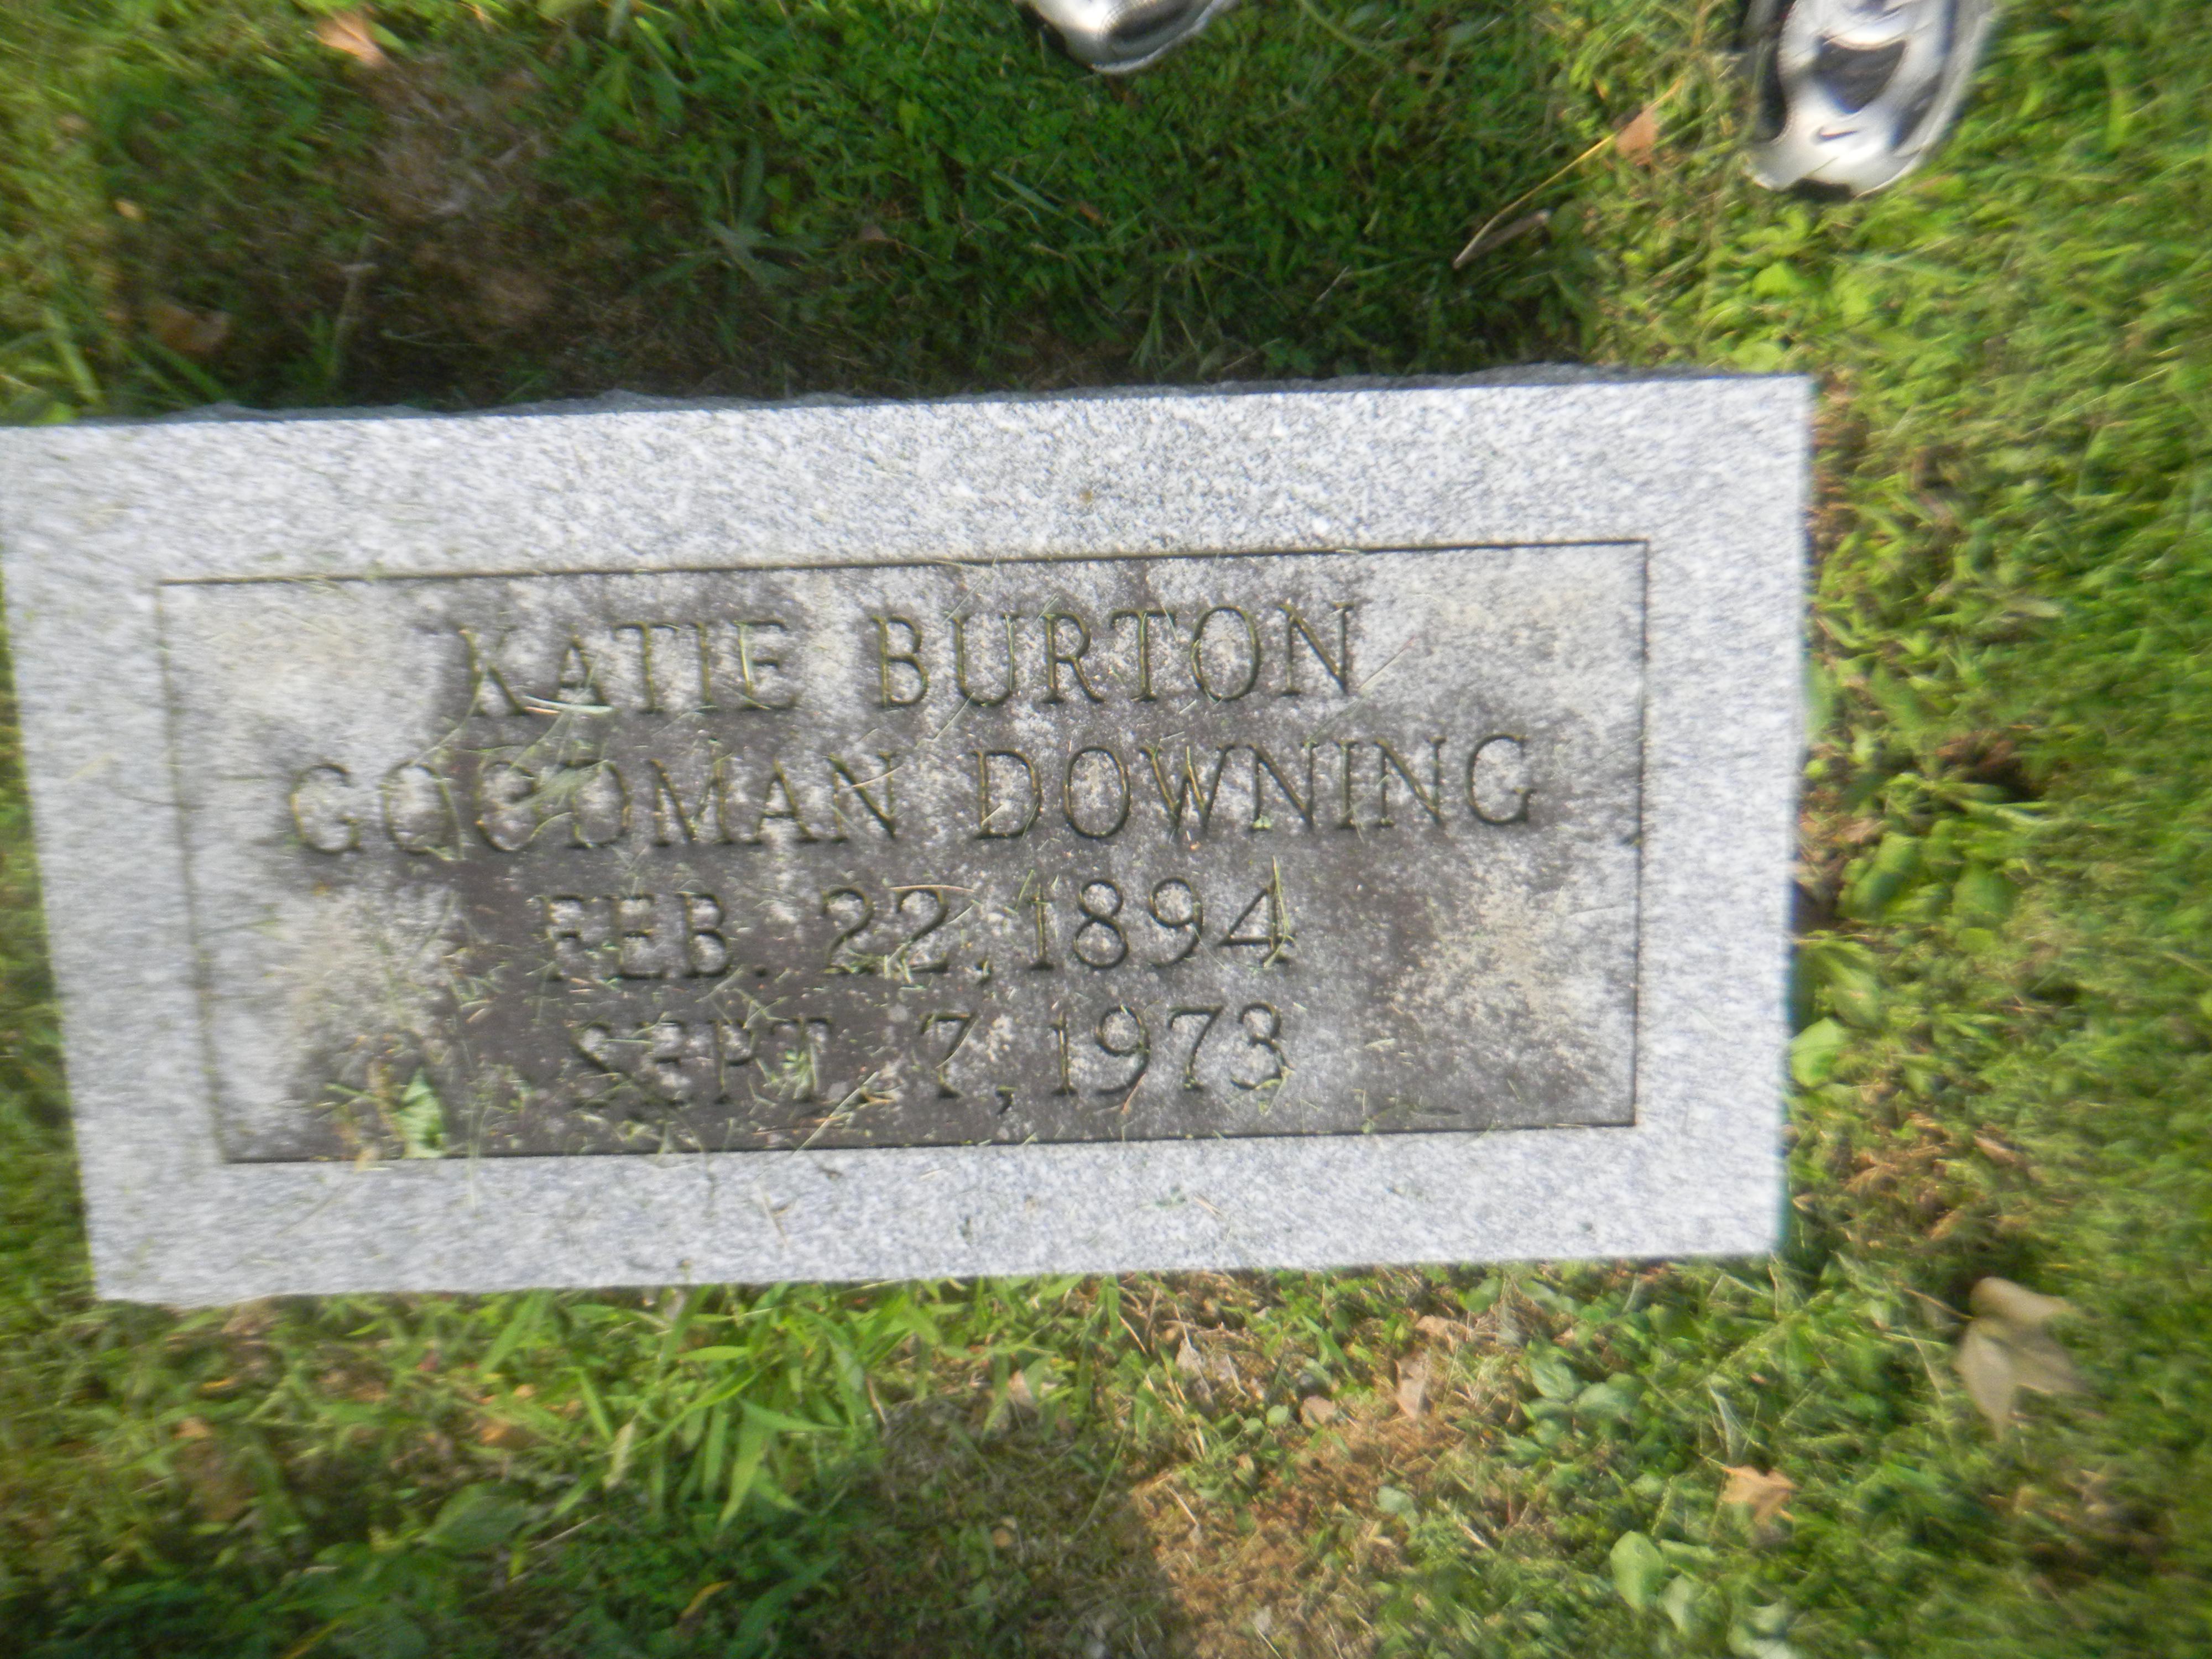 KATIE BURTON
GOODMAN DOWNING
FEB. 22, 1894
SEPT. 7, 1973